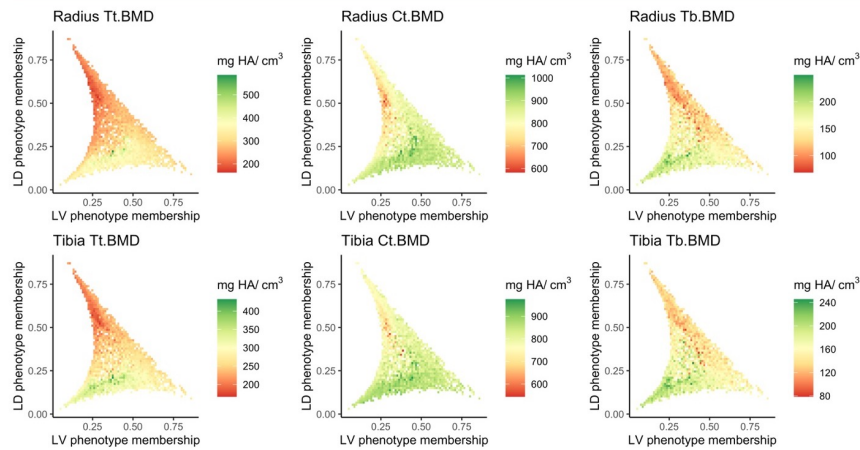 Radius Tt.BMD
LD phenotype membership
0.75
0.50
0.25
0.00
0.25 0.50 0.75
LV phenotype membership
mg HA/ cm³
500
400
300
200
Radius Ct.BMD
LD phenotype membership
0.75
0.50
0.25
0.00
0.25 0.50 0.75
LV phenotype membership
mg HA/ cm³
1000
900
800
700
600
Radius Tb.BMD
LD phenotype membership
0.75
0.50
0.25
0.00
0.25 0.50 0.75
LV phenotype membership
mg HA/ cm³
200
150
100
Tibia Tt.BMD
LD phenotype membership
0.75
0.50
0.25
0.00
0.25 0.50 0.75
LV phenotype membership
mg HA/ cm³
400
350
300
250
200
Tibia Ct.BMD
LD phenotype membership
0.75
0.50
0.25
0.00
0.25 0.50 0.75
LV phenotype membership
mg HA/ cm³
900
800
700
600
Tibia Tb.BMD
LD phenotype membership
0.75
0.50
0.25
0.00
0.25 0.50 0.75
LV phenotype membership
mg HA/ cm³
240
200
160
120
80